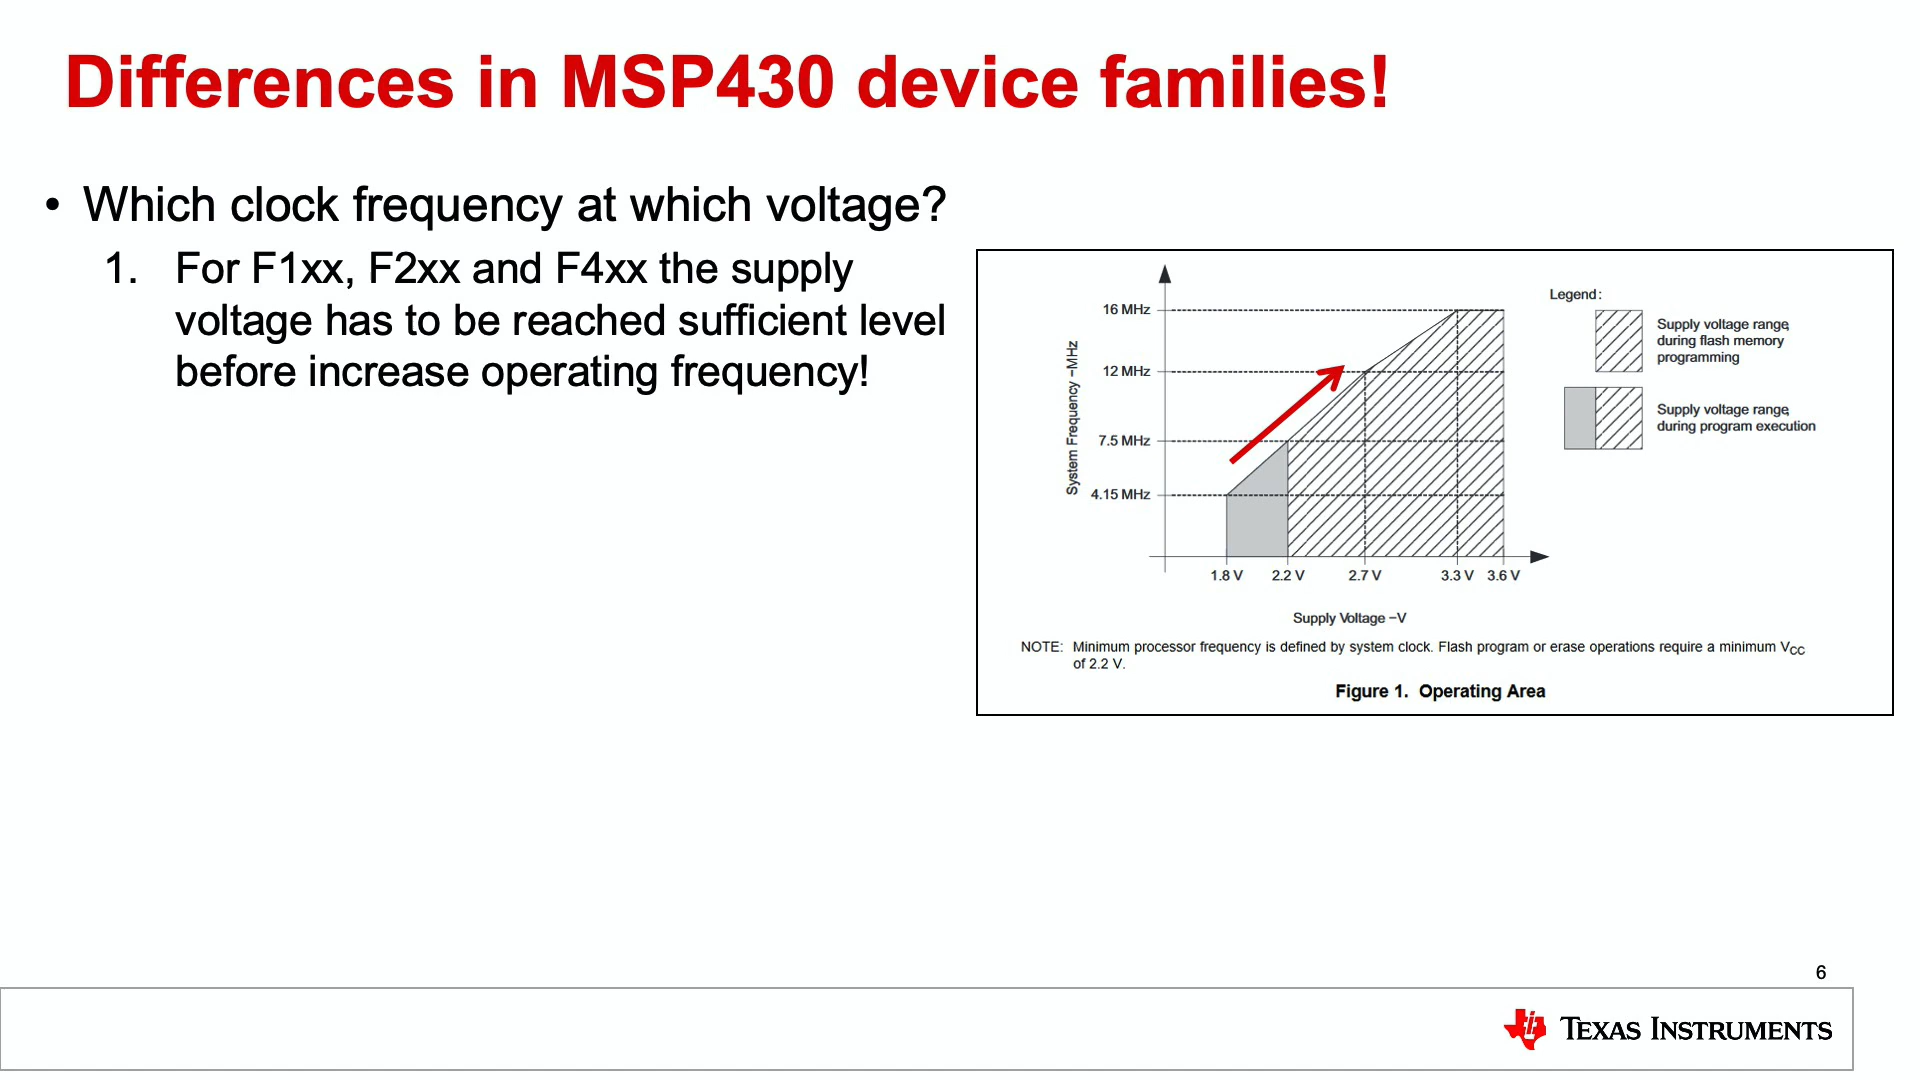 Differences in MSP430 device families!
• Which clock frequency at which voltage?
1. For F1xx, F2xx and F4xx the supply
voltage has to be reached sufficient level
before increase operating frequency!
16 MHz
12 MHz
7.5 MHz
4.15 MHz
System Frequency −MHz
1.8 V
2.2 V
2.7 V
3.3 V
3.6 V
Supply Voltage −V
Legend:
Supply voltage range,
during flash memory
programming
Supply voltage range,
during program execution
NOTE: Minimum processor frequency is defined by system clock. Flash program or erase operations require a minimum VCC
of 2.2 V.
Figure 1. Operating Area
6
TEXAS INSTRUMENTS